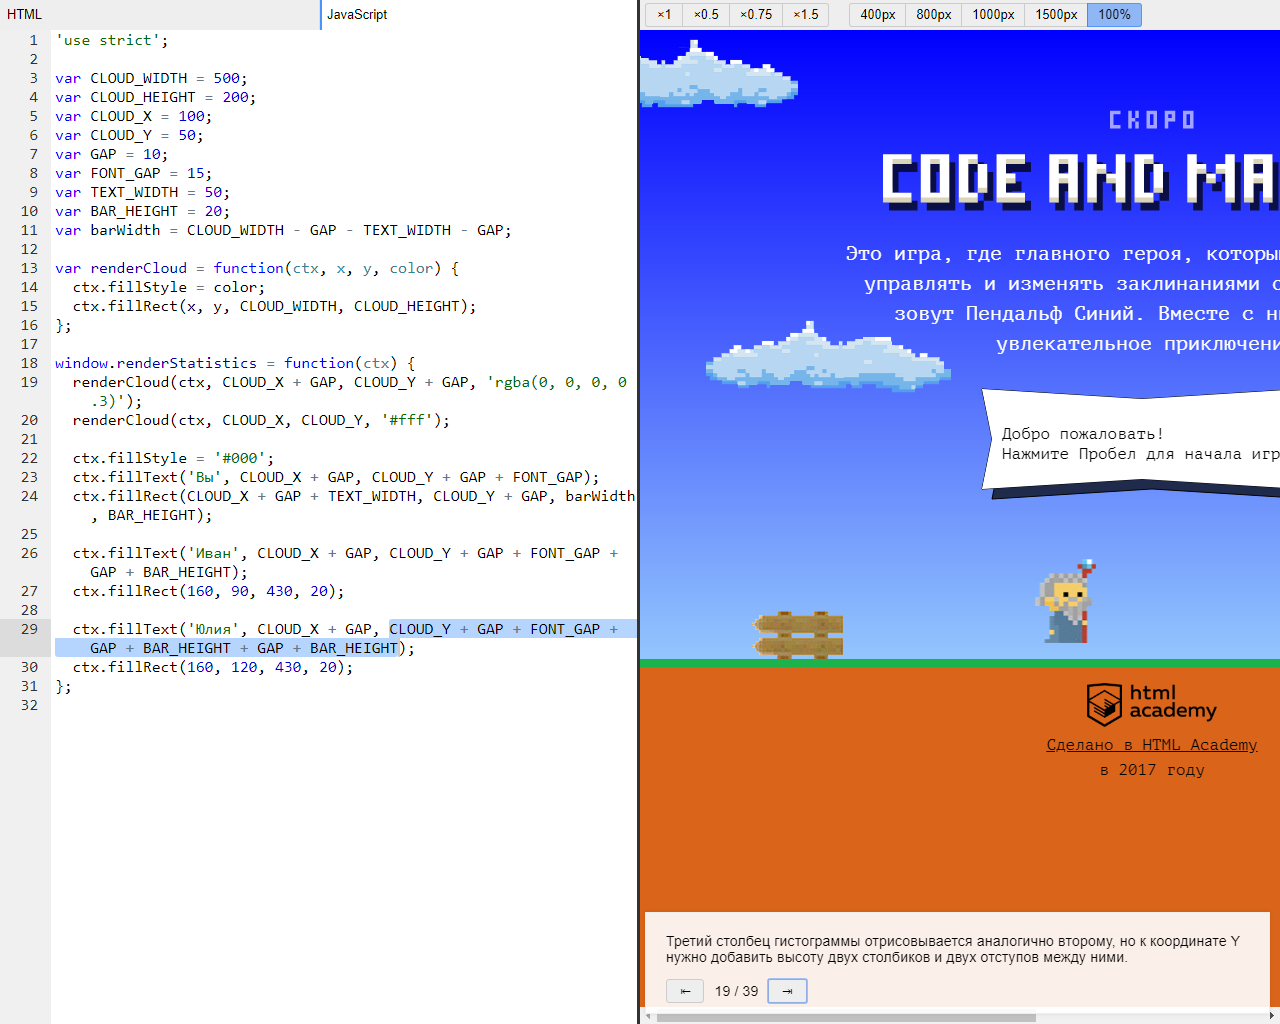 HTML
JavaScript
1 'use strict';
2
3 var CLOUD_WIDTH = 500;
4 var CLOUD_HEIGHT = 200;
5 var CLOUD_X = 100;
6 var CLOUD_Y = 50;
7 var GAP = 10;
8 var FONT_GAP = 15;
9 var TEXT_WIDTH = 50;
10 var BAR_HEIGHT = 20;
11 var barWidth = CLOUD_WIDTH - GAP - TEXT_WIDTH - GAP;
12
13 var renderCloud = function(ctx, x, y, color) {
14 ctx.fillStyle = color;
15 ctx.fillRect(x, y, CLOUD_WIDTH, CLOUD_HEIGHT);
16 };
17
18 window.renderStatistics = function(ctx) {
19 renderCloud(ctx, CLOUD_X + GAP, CLOUD_Y + GAP, 'rgba(0, 0, 0, 0
.3)');
20 renderCloud(ctx, CLOUD_X, CLOUD_Y, '#fff');
21
22 ctx.fillStyle = '#000';
23 ctx.fillText('Вы', CLOUD_X + GAP, CLOUD_Y + GAP + FONT_GAP);
24 ctx.fillRect(CLOUD_X + GAP + TEXT_WIDTH, CLOUD_Y + GAP, barWidth
, BAR_HEIGHT);
25
26 ctx.fillText('Иван', CLOUD_X + GAP, CLOUD_Y + GAP + FONT_GAP +
GAP + BAR_HEIGHT);
27 ctx.fillRect(160, 90, 430, 20);
28
29 ctx.fillText('Юлия', CLOUD_X + GAP, CLOUD_Y + GAP + FONT_GAP +
GAP + BAR_HEIGHT + GAP + BAR_HEIGHT);
30 ctx.fillRect(160, 120, 430, 20);
31 };
32
×1 ×0.5 ×0.75 ×1.5 400px 800px 1000px 1500px 100%
СКОРО
CODE AND MA
Это игра, где главного героя, которы
управлять и изменять заклинаниями с
зовут Пендальф Синий. Вместе с н
увлекательное приключени
Добро пожаловать!
Нажмите Пробел для начала игр
html
academy
Сделано в HTML Academy
в 2017 году
Третий столбец гистограммы отрисовывается аналогично второму, но к координате Y
нужно добавить высоту двух столбиков и двух отступов между ними.
⇤ 19 / 39 ⇥